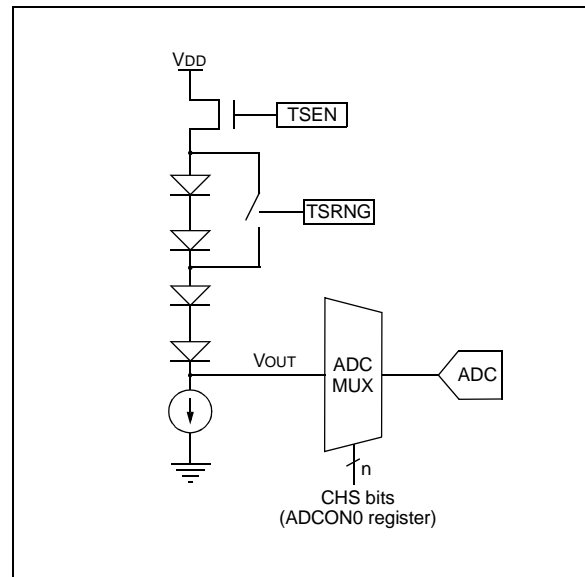 VDD
TSEN
TSRNG
VOUT
ADC
MUX
ADC
n
CHS bits
(ADCON0 register)